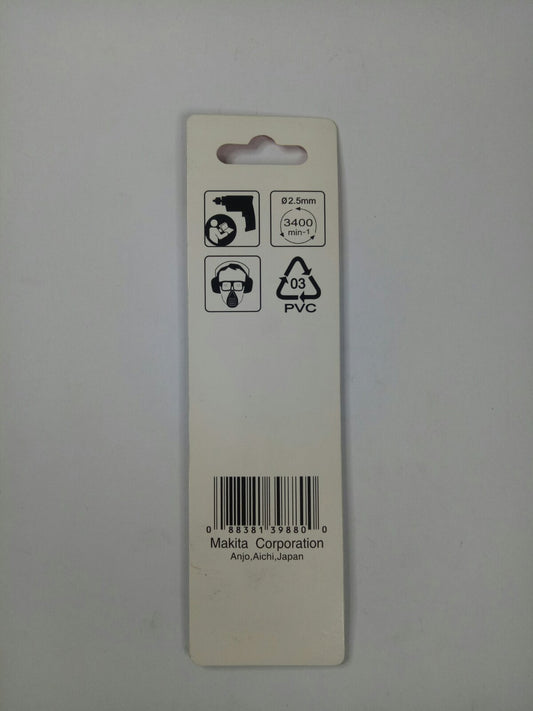 Ø2.5mm
3400
min-1
03
PVC
0 88381 39880 0
Makita Corporation
Anjo,Aichi,Japan